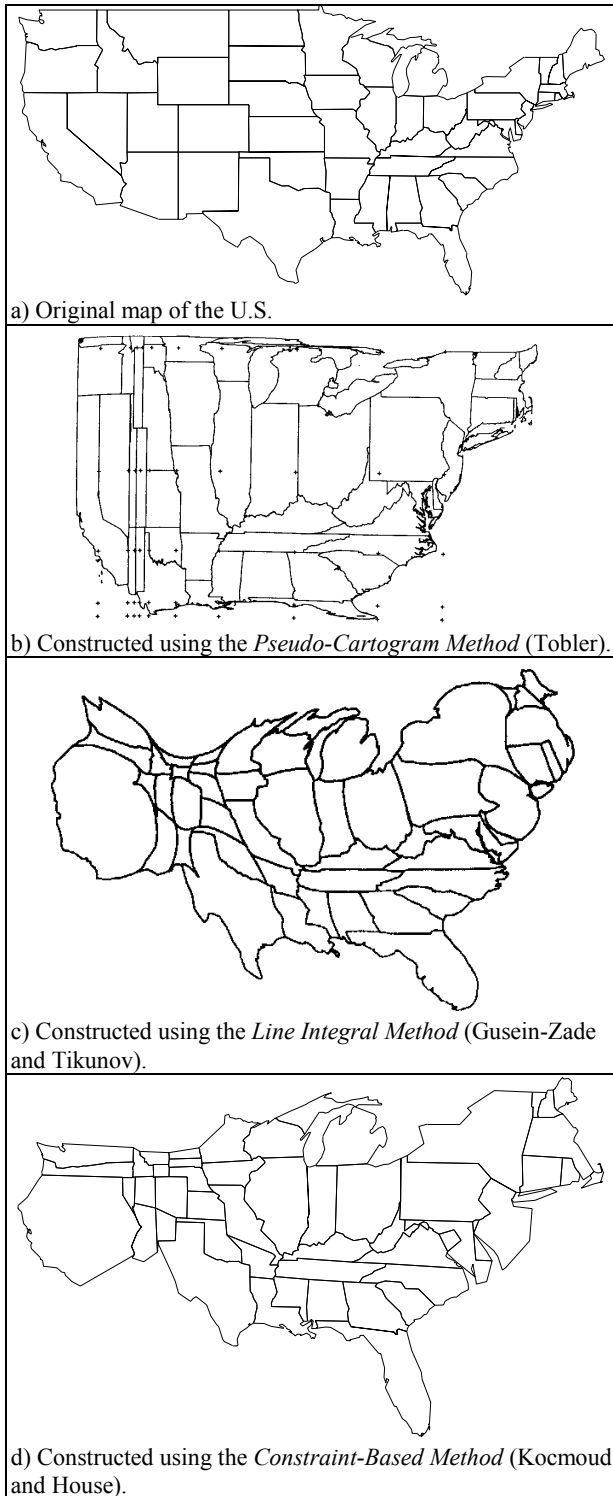 a) Original map of the U.S.
b) Constructed using the Pseudo-Cartogram Method (Tobler).
c) Constructed using the Line Integral Method (Gusein-Zade
and Tikunov).
d) Constructed using the Constraint-Based Method (Kocmoud
and House).